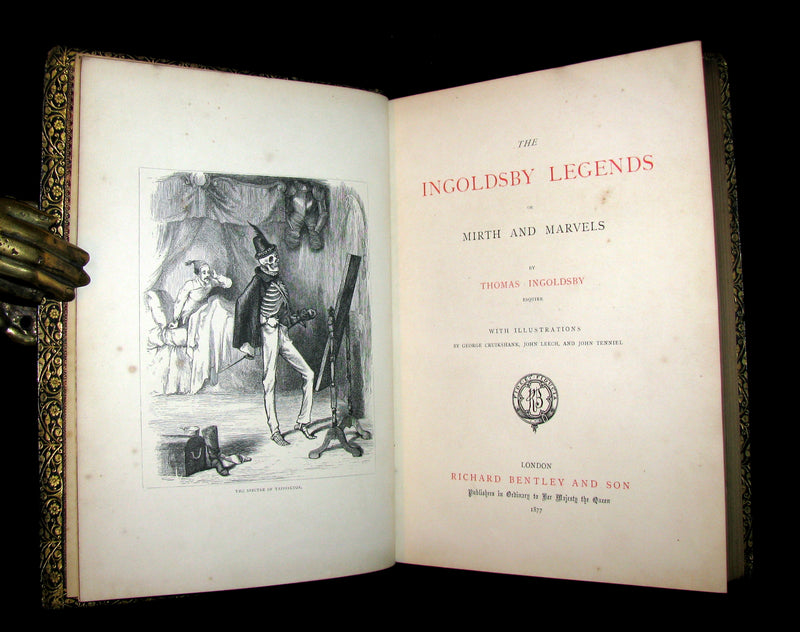 THE SPECTRE OF TAPPINGTON.
THE
INGOLDSBY LEGENDS
OR
MIRTH AND MARVELS
BY
THOMAS INGOLDSBY
ESQUIRE
WITH ILLUSTRATIONS
BY GEORGE CRUIKSHANK, JOHN LEECH, AND JOHN TENNIEL
LONDON
RICHARD BENTLEY AND SON
Publishers in Ordinary to Her Majesty the Queen
1877